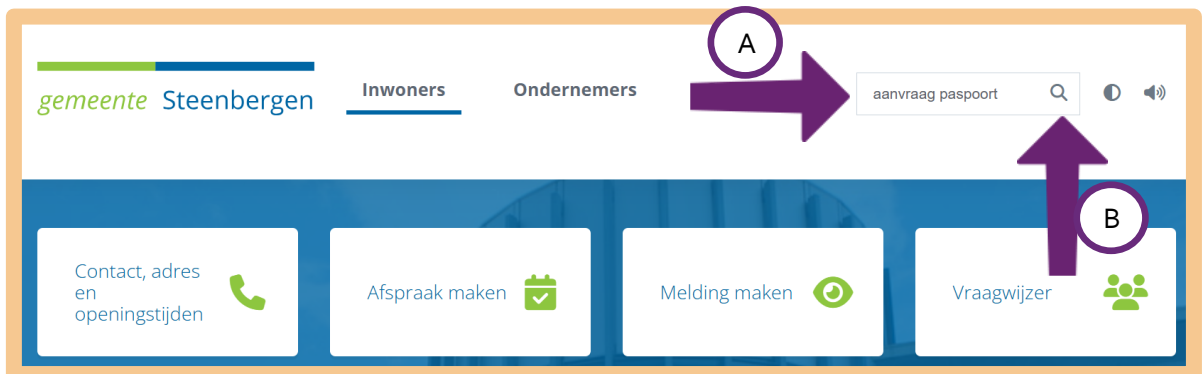 A
gemeente Steenbergen
Inwoners
Ondernemers
aanvraag paspoort
B
Contact, adres
en
openingstijden
Afspraak maken
Melding maken
Vraagwijzer